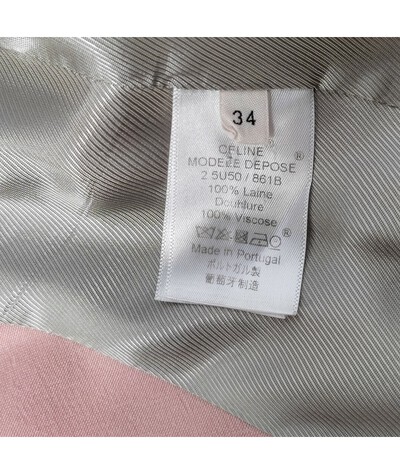 34
CELINE
MODELE DEPOSE ®
2 5U50 / 861B
100% Laine
Doublure
100% Viscose
®
Made in Portugal
ポルトガル製
葡萄牙制造